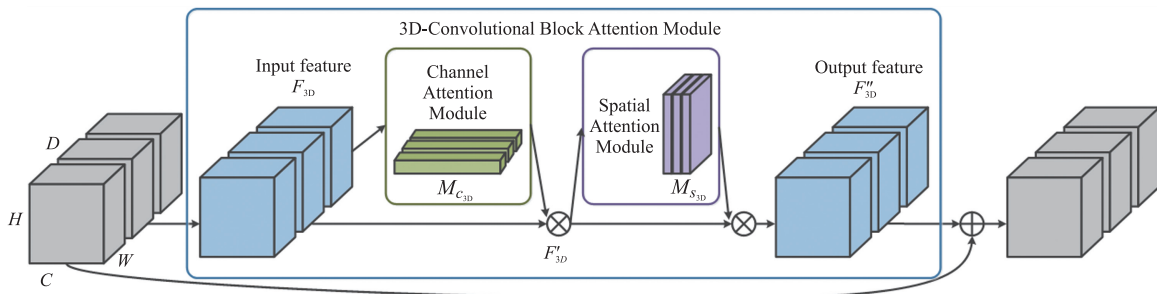 3D-Convolutional Block Attention Module
Input feature
F3D
Channel
Attention
Module
Mc3D
Spatial
Attention
Module
Ms3D
Output feature
F″3D
D
H
W
C
F′3D